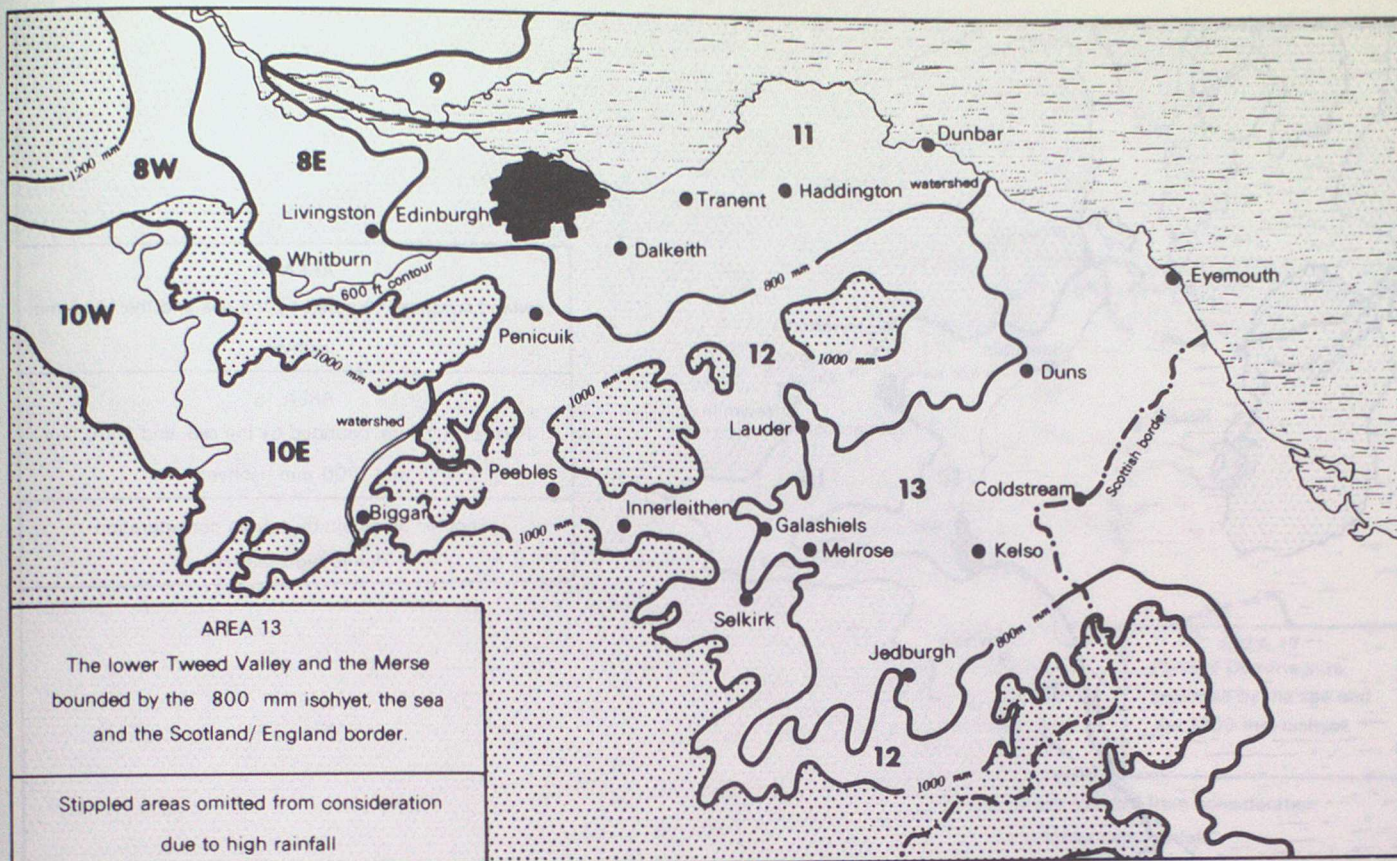 9
11
Dunbar
1200 mm
8W
8E
Tranent
Haddington
watershed
Livingston
Edinburgh
Dalkeith
Whitburn
600 ft contour
800 mm
Eyemouth
10W
Penicuik
12
1000 mm
1000 mm
1000 mm
Duns
watershed
Lauder
Scottish border
10E
Peebles
13
Coldstream
Biggar
1000 mm
Innerleithen
Galashiels
Melrose
Kelso
Selkirk
800m mm
Jedburgh
12
1000 mm
AREA 13
The lower Tweed Valley and the Merse
bounded by the 800 mm isohyet. the sea
and the Scotland/ England border.
Stippled areas omitted from consideration
due to high rainfall